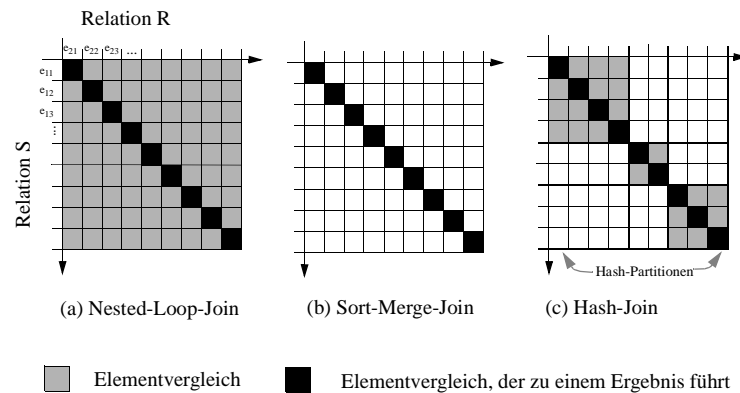 Relation R
e21 e22 e23 ...
e11
e12
e13
...
Relation S
Hash-Partitionen
(a) Nested-Loop-Join
(b) Sort-Merge-Join
(c) Hash-Join
Elementvergleich
Elementvergleich, der zu einem Ergebnis führt